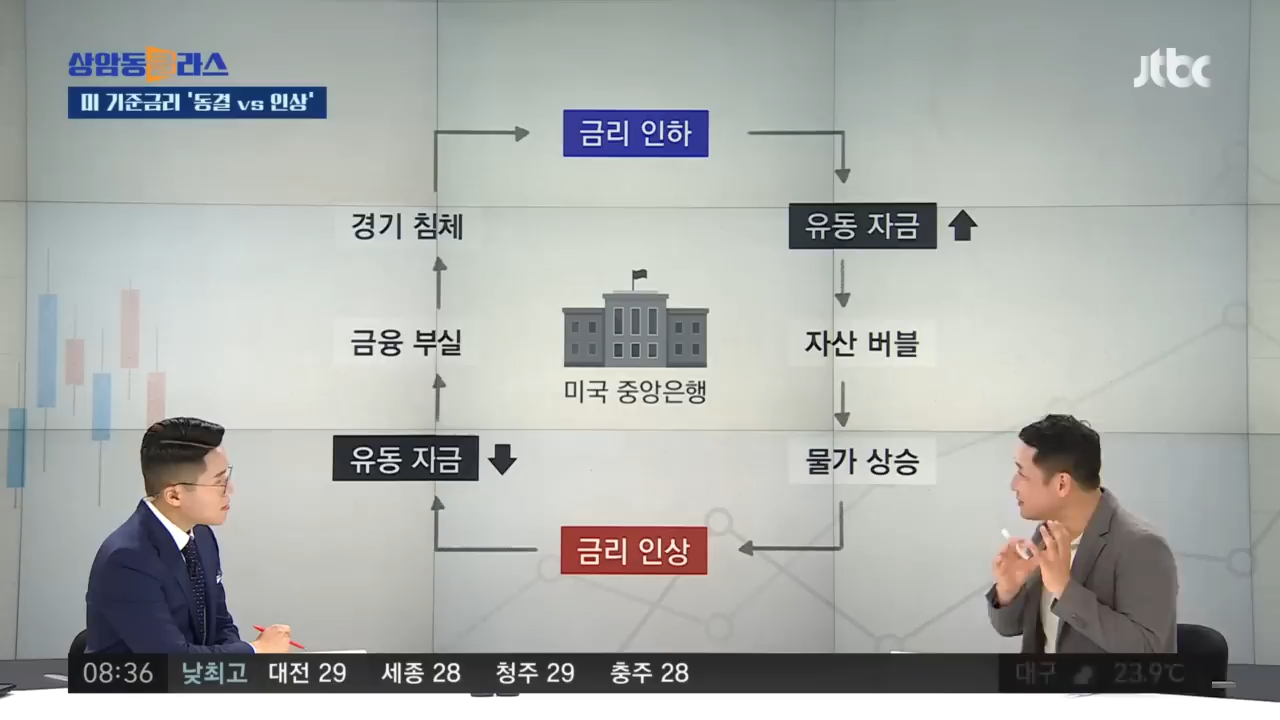 상암동클라스
jtbc
미 기준금리 '동결 vs 인상'
금리 인하
경기 침체
유동 자금
금융 부실
자산 버블
미국 중앙은행
유동 자금
물가 상승
금리 인상
08:36 낮최고 대전 29 세종 28 청주 29 충주 28 대구 23.9℃